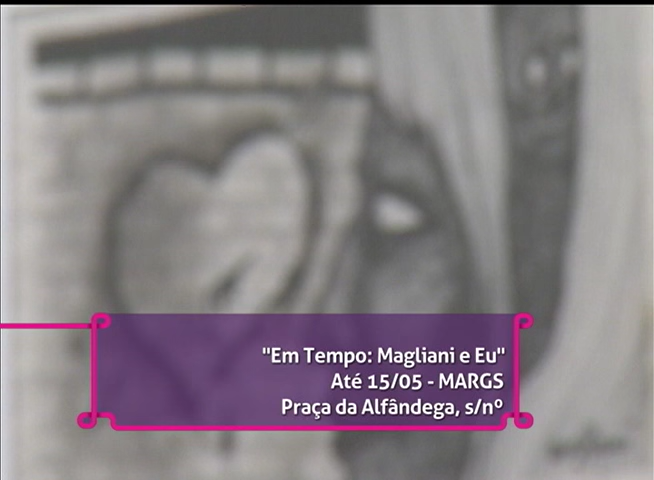 "Em Tempo: Magliani e Eu"
Até 15/05 - MARGS
Praça da Alfândega, s/nº